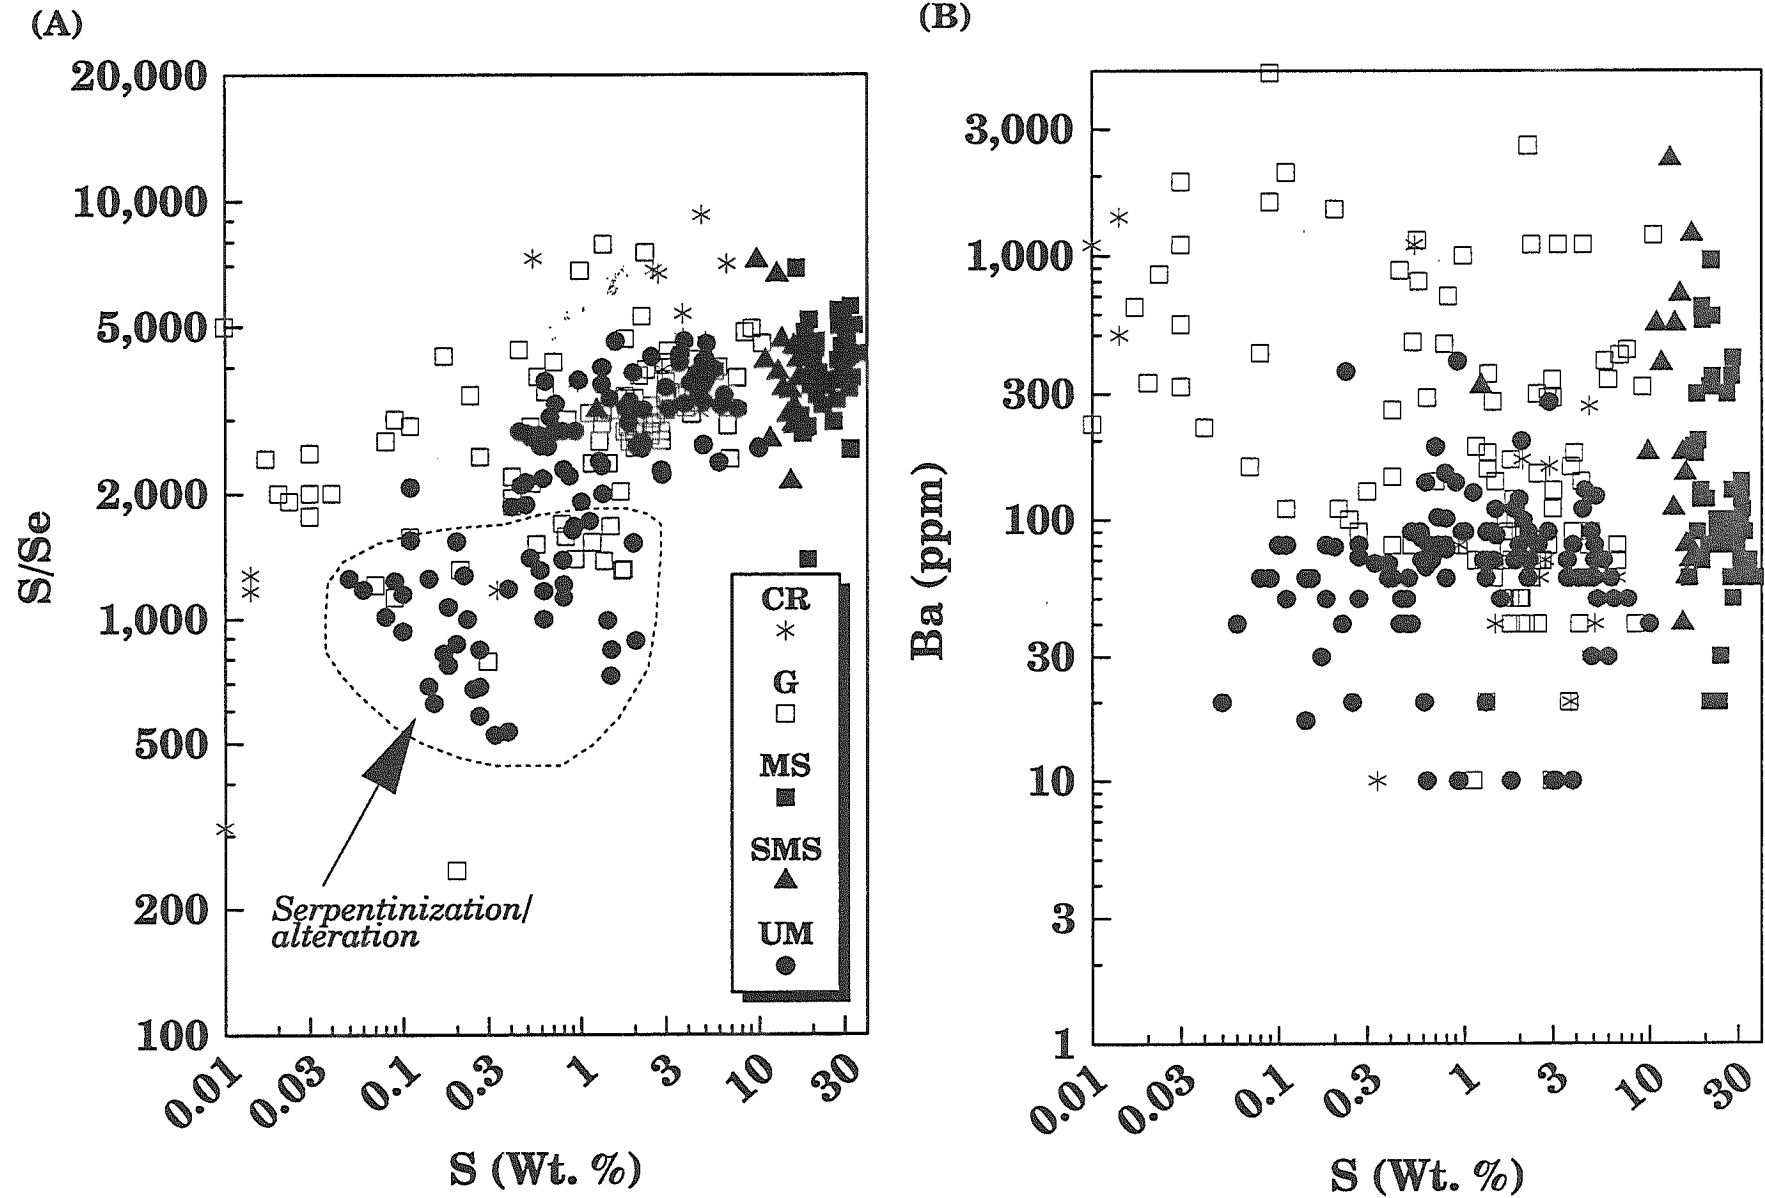 (A)
20,000
10,000
5,000
2,000
1,000
500
200
100
S/Se
0.01
0.03
0.1
0.3
1
3
10
30
S (Wt. %)
Serpentinization/
alteration
CR
G
MS
SMS
UM
(B)
3,000
1,000
300
100
30
10
3
1
Ba (ppm)
0.01
0.03
0.1
0.3
1
3
10
30
S (Wt. %)